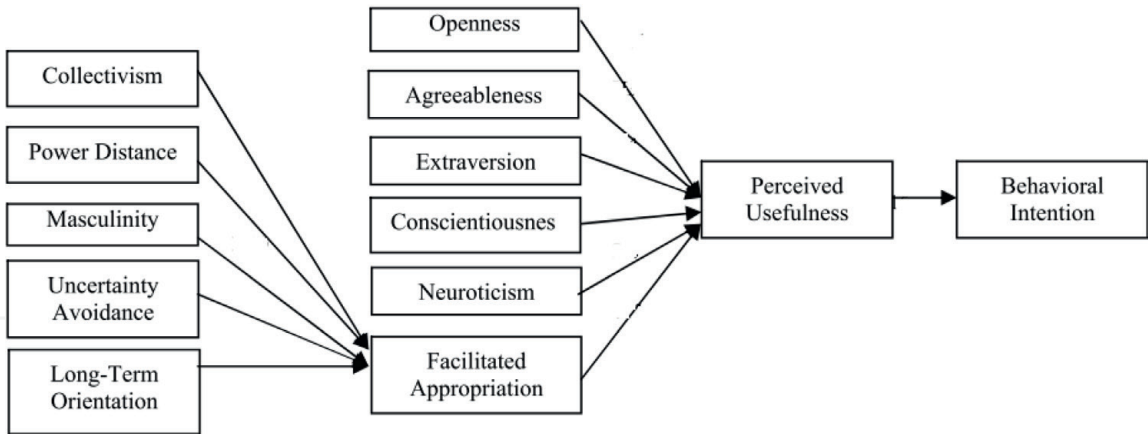 Collectivism
Power Distance
Masculinity
Uncertainty
Avoidance
Long-Term
Orientation
Openness
Agreeableness
Extraversion
Conscientiousnes
Neuroticism
Facilitated
Appropriation
Perceived
Usefulness
Behavioral
Intention